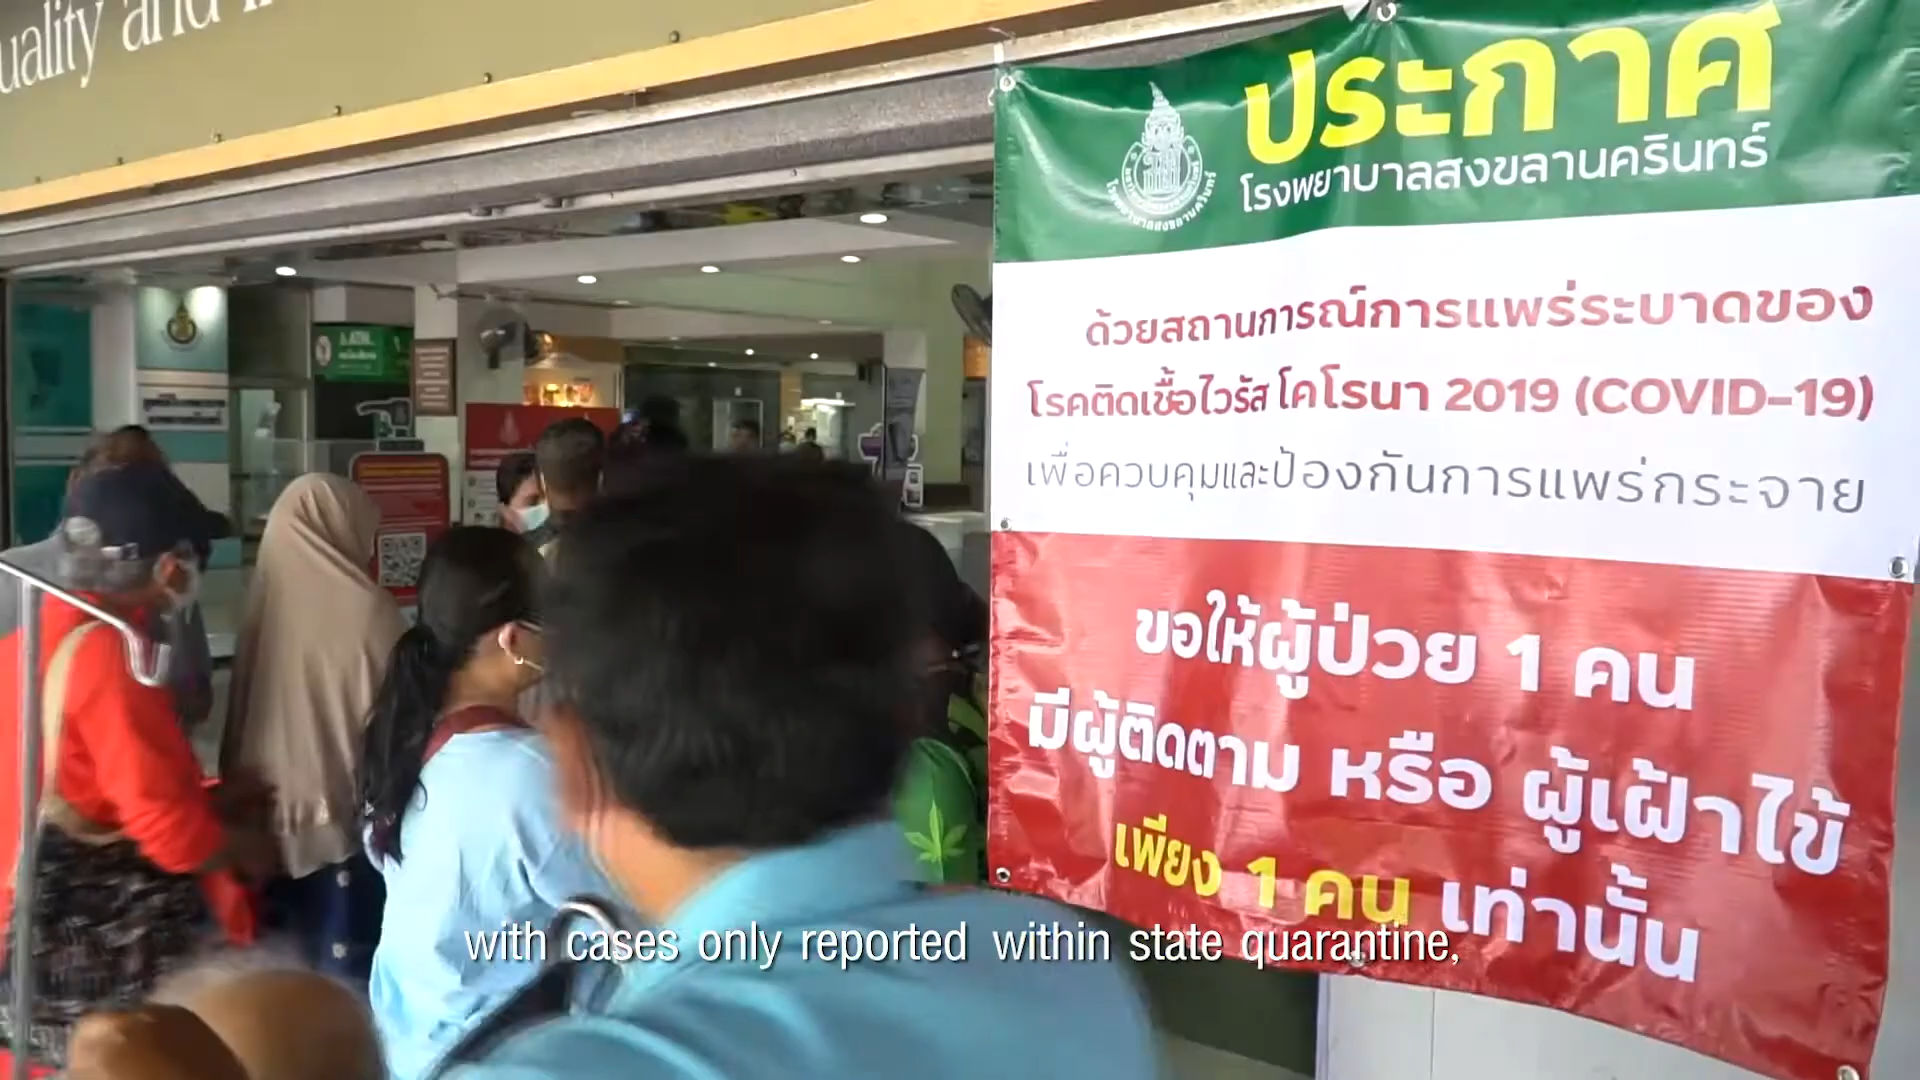 uality and
ประกาศ
โรงพยาบาลสงขลานครินทร์
ด้วยสถานการณ์การแพร่ระบาดของ
โรคติดเชื้อไวรัสโคโรนา 2019 (COVID-19)
เพื่อควบคุมและป้องกันการแพร่กระจาย
ขอให้ผู้ป่วย 1 คน
มีผู้ติดตาม หรือ ผู้เฝ้าไข้
เพียง 1 คน เท่านั้น
with cases only reported within state quarantine,